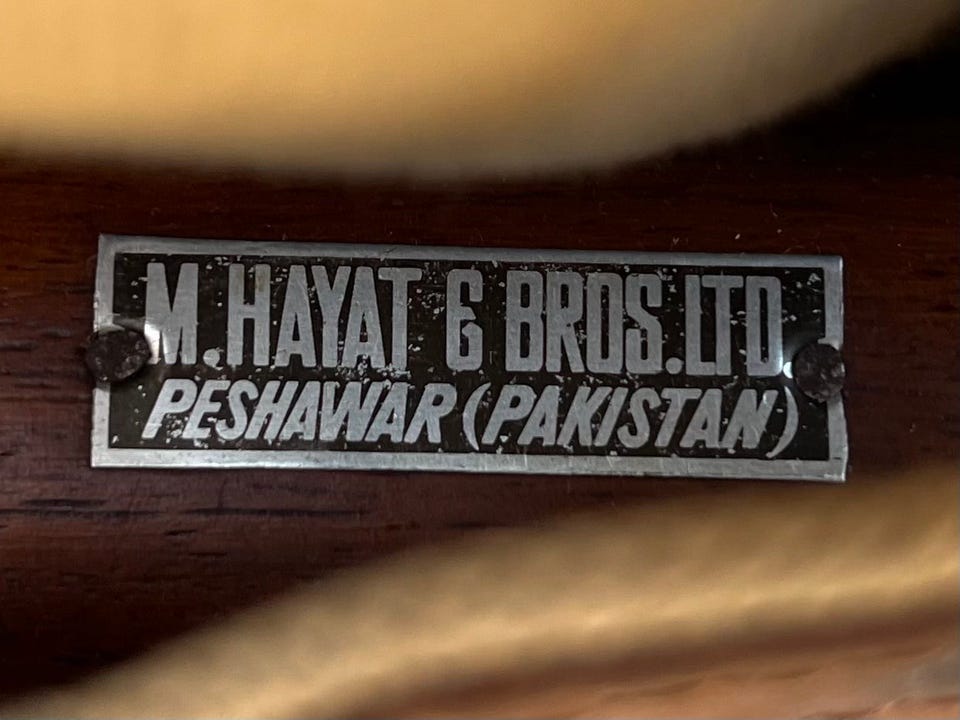 M.HAYAT & BROS.LTD
PESHAWAR (PAKISTAN)